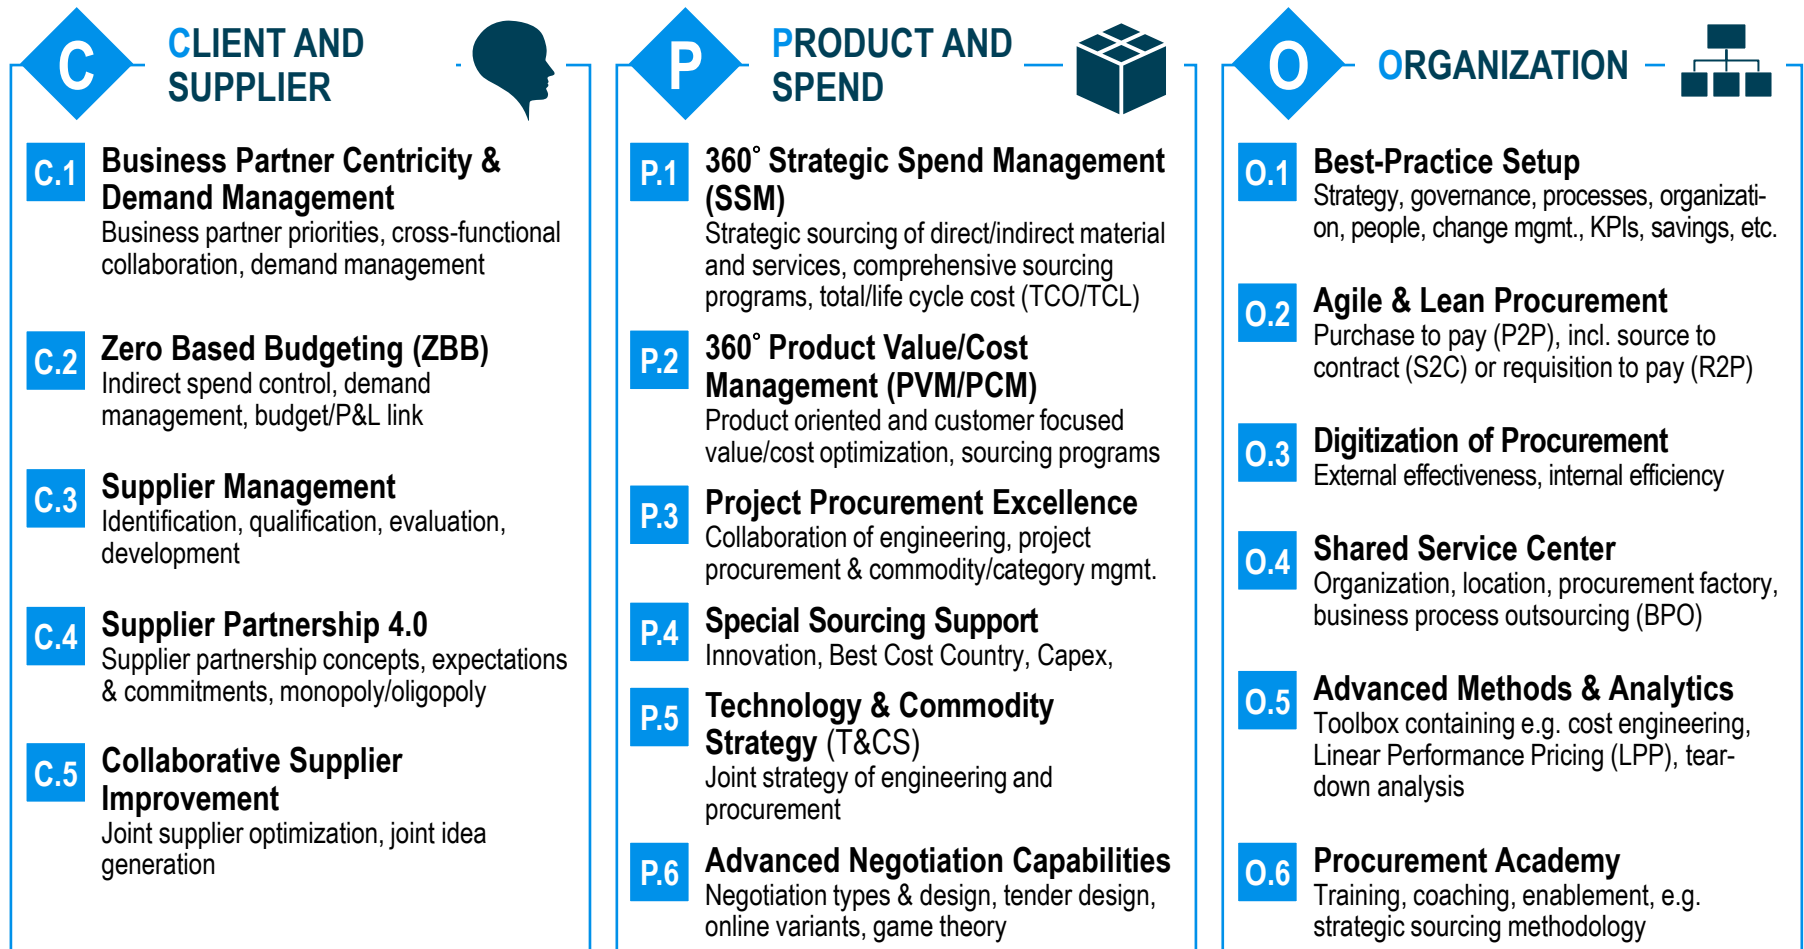 C
CLIENT AND
SUPPLIER
C.1
Business Partner Centricity &
Demand Management
Business partner priorities, cross-functional
collaboration, demand management
C.2
Zero Based Budgeting (ZBB)
Indirect spend control, demand
management, budget/P&L link
C.3
Supplier Management
Identification, qualification, evaluation,
development
C.4
Supplier Partnership 4.0
Supplier partnership concepts, expectations
& commitments, monopoly/oligopoly
C.5
Collaborative Supplier
Improvement
Joint supplier optimization, joint idea
generation
P
PRODUCT AND
SPEND
P.1
360° Strategic Spend Management
(SSM)
Strategic sourcing of direct/indirect material
and services, comprehensive sourcing
programs, total/life cycle cost (TCO/TCL)
P.2
360° Product Value/Cost
Management (PVM/PCM)
Product oriented and customer focused
value/cost optimization, sourcing programs
P.3
Project Procurement Excellence
Collaboration of engineering, project
procurement & commodity/category mgmt.
P.4
Special Sourcing Support
Innovation, Best Cost Country, Capex,
P.5
Technology & Commodity
Strategy (T&CS)
Joint strategy of engineering and
procurement
P.6
Advanced Negotiation Capabilities
Negotiation types & design, tender design,
online variants, game theory
O
ORGANIZATION
O.1
Best-Practice Setup
Strategy, governance, processes, organizati-
on, people, change mgmt., KPIs, savings, etc.
O.2
Agile & Lean Procurement
Purchase to pay (P2P), incl. source to
contract (S2C) or requisition to pay (R2P)
O.3
Digitization of Procurement
External effectiveness, internal efficiency
O.4
Shared Service Center
Organization, location, procurement factory,
business process outsourcing (BPO)
O.5
Advanced Methods & Analytics
Toolbox containing e.g. cost engineering,
Linear Performance Pricing (LPP), tear-
down analysis
O.6
Procurement Academy
Training, coaching, enablement, e.g.
strategic sourcing methodology